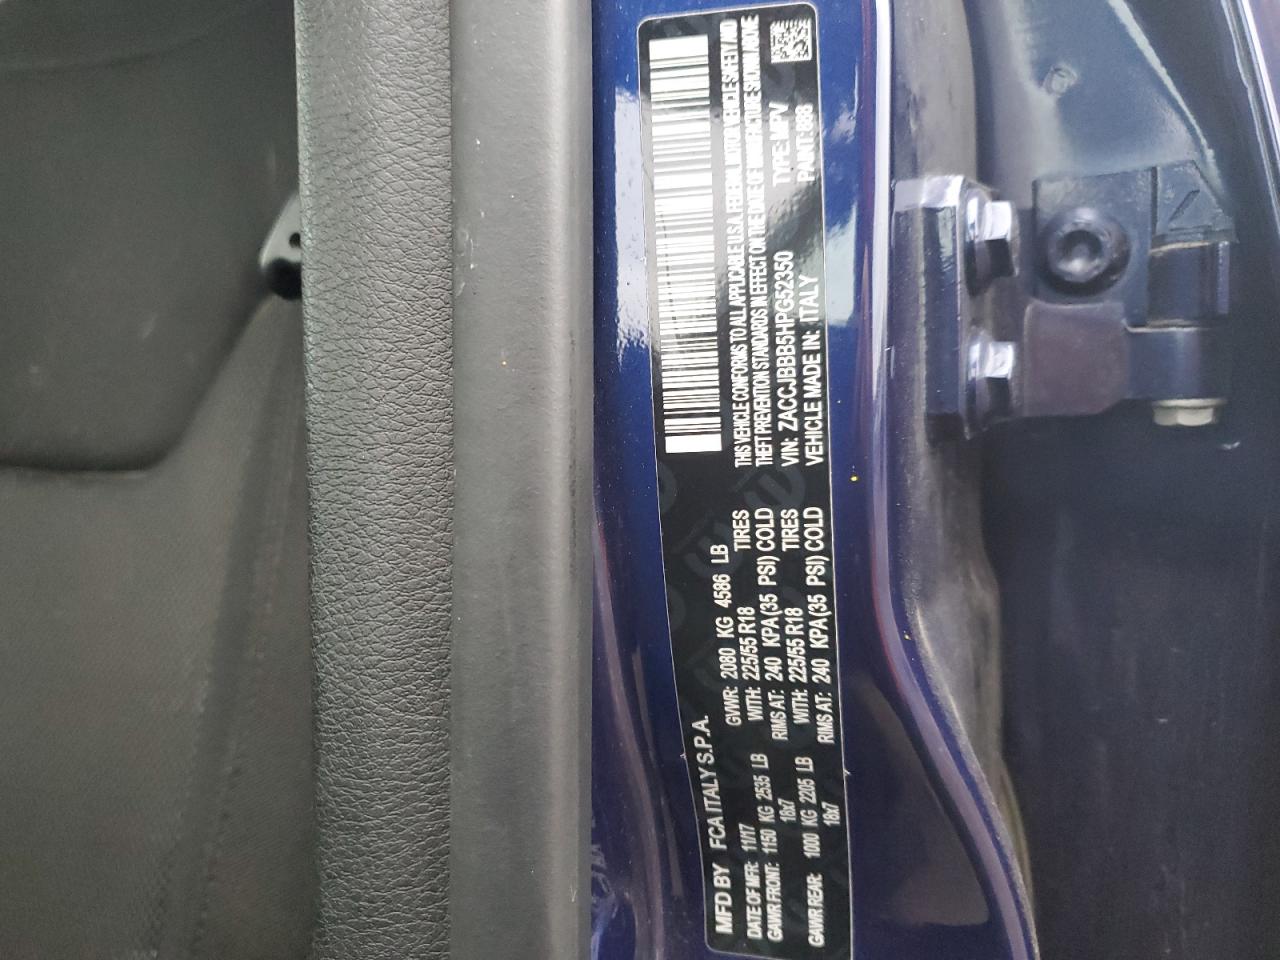 MFD BY FCA ITALY S.P.A.
DATE OF MFR: 11/17 GVWR: 2080 KG 4586 LB
GAWR FRONT: 1150 KG 2535 LB WITH: 225/55 R18 TIRES
18x7 RIMS AT: 240 KPA(35 PSI) COLD
GAWR REAR: 1000 KG 2205 LB WITH: 225/55 R18 TIRES
18x7 RIMS AT: 240 KPA(35 PSI) COLD
THIS VEHICLE CONFORMS TO ALL APPLICABLE U.S.A. FEDERAL MOTOR VEHICLE SAFETY AND
THEFT PREVENTION STANDARDS IN EFFECT ON THE DATE OF MANUFACTURE SHOWN ABOVE
VIN: ZACCJBBB5HPG52350 TYPE: MPV
VEHICLE MADE IN: ITALY PAINT: 888